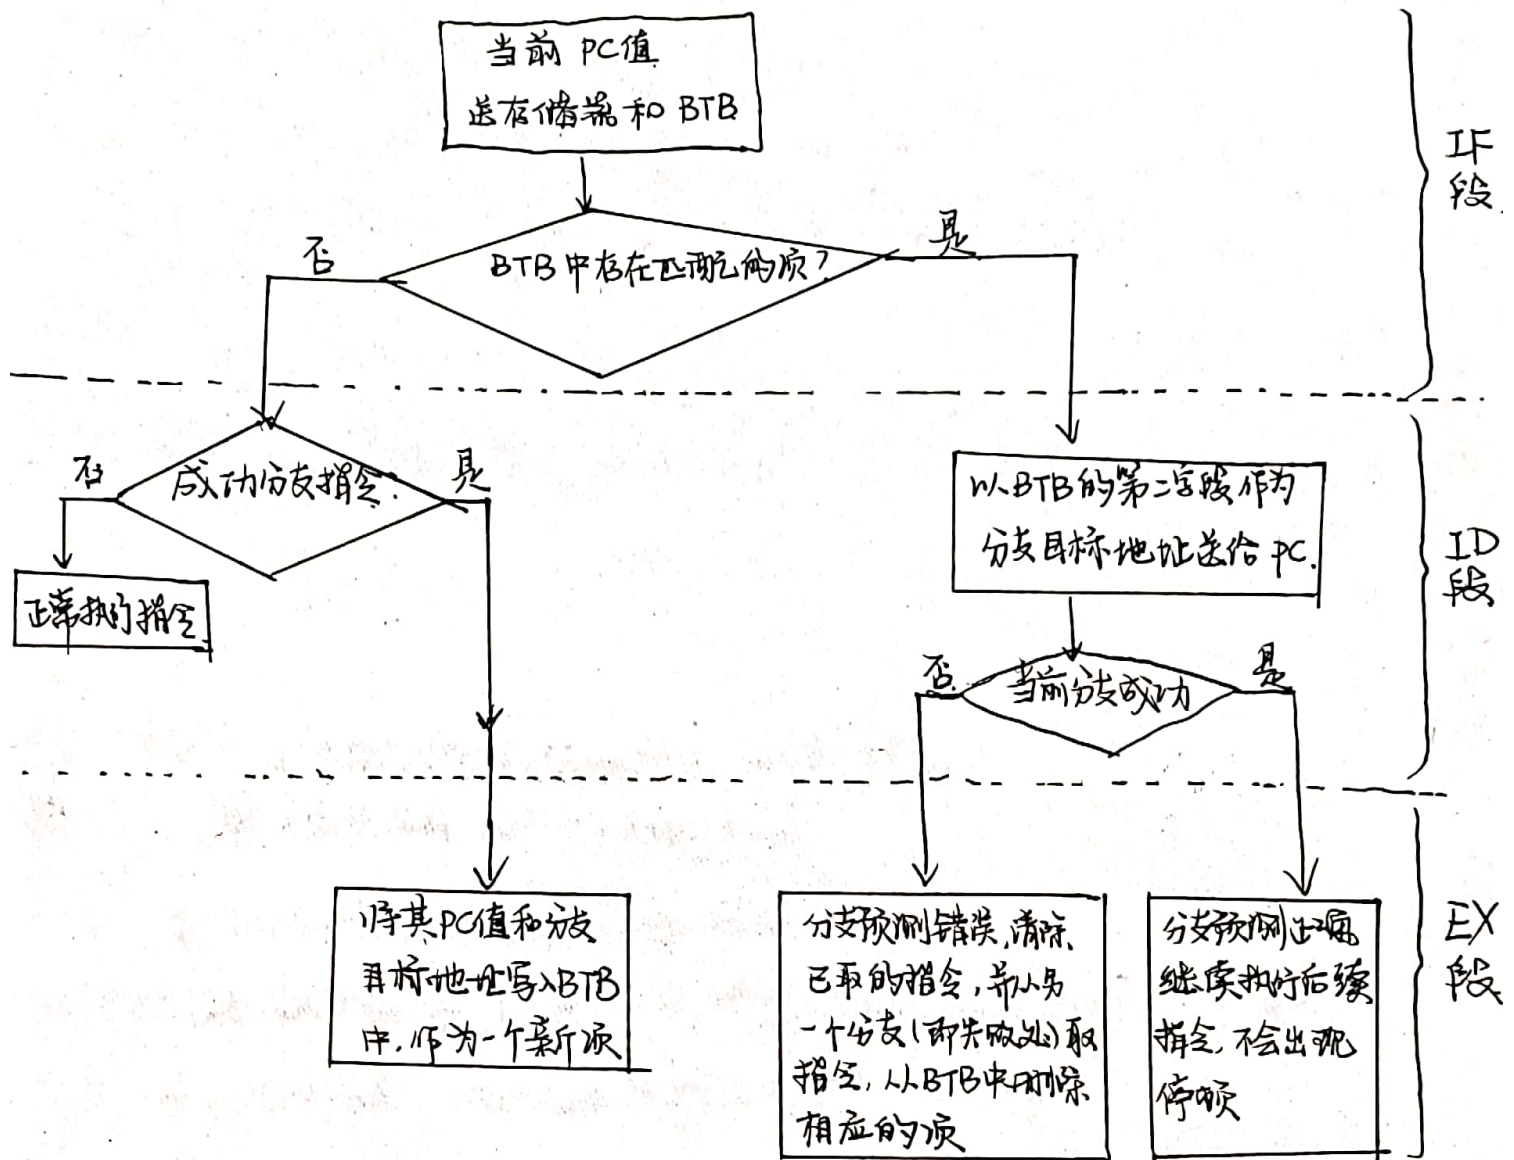 当前 PC值
送存储器和 BTB
IF
段
否
是
BTB中存在匹配的项?
否
成功分支指令?
是
正常执行指令
以BTB的第二字段作为
分支目标地址送给 PC.
ID
段
否
当前分支成功
是
将其PC值和分支
目标地址写入BTB
中,作为一个新项
分支预测错误,清除
已取的指令,并从另
一个分支(即失败处)取
指令,从BTB中删除
相应的项
分支预测正确
继续执行后续
指令,不会出现
停顿
EX
段